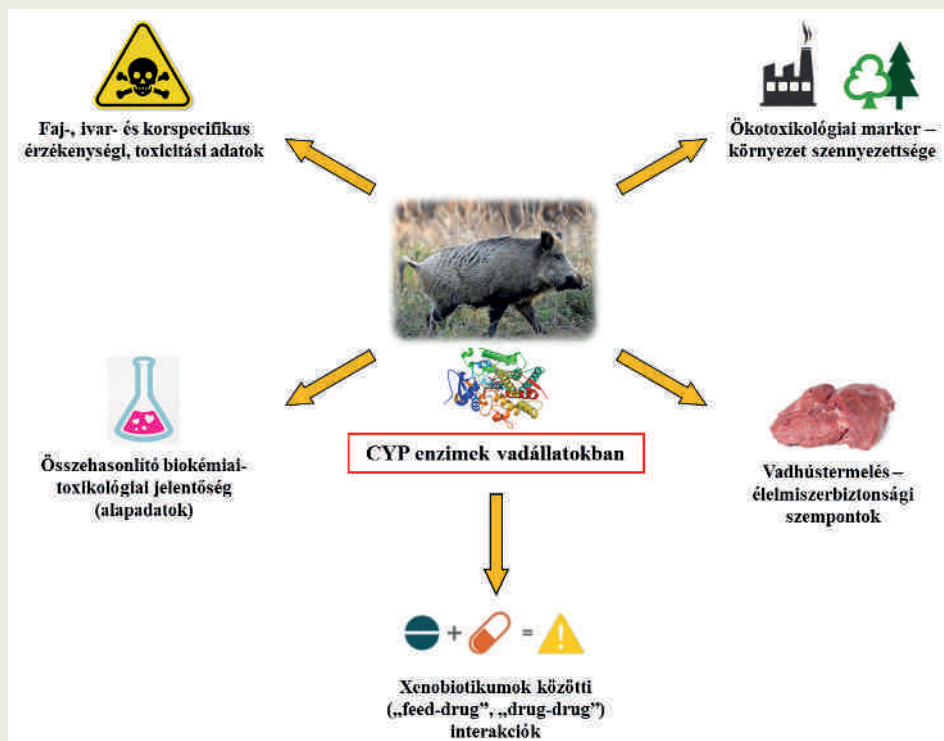 Faj-, ivar- és korspecifikus
érzékenységi, toxicitási adatok
Ökotoxikológiai marker –
környezet szennyezettsége
Összehasonlító biokémiai-
toxikológiai jelentőség
(alapadatok)
CYP enzimek vadállatokban
Vadhústermelés –
élelmiszerbiztonsági
szempontok
Xenobiotikumok közötti
(„feed-drug”, „drug-drug”)
interakciók